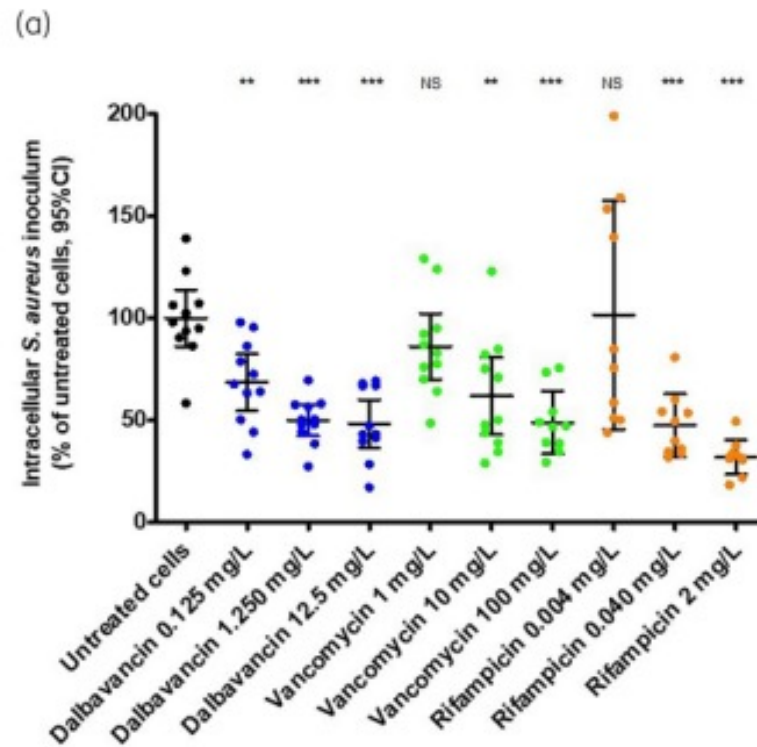 (a)
** *** *** NS ** *** NS *** ***
Intracellular S. aureus inoculum
(% of untreated cells, 95%CI)
200
150
100
50
0
Untreated cells
Dalbavancin 0.125 mg/L
Dalbavancin 1.250 mg/L
Dalbavancin 12.5 mg/L
Vancomycin 1 mg/L
Vancomycin 10 mg/L
Vancomycin 100 mg/L
Rifampicin 0.004 mg/L
Rifampicin 0.040 mg/L
Rifampicin 2 mg/L